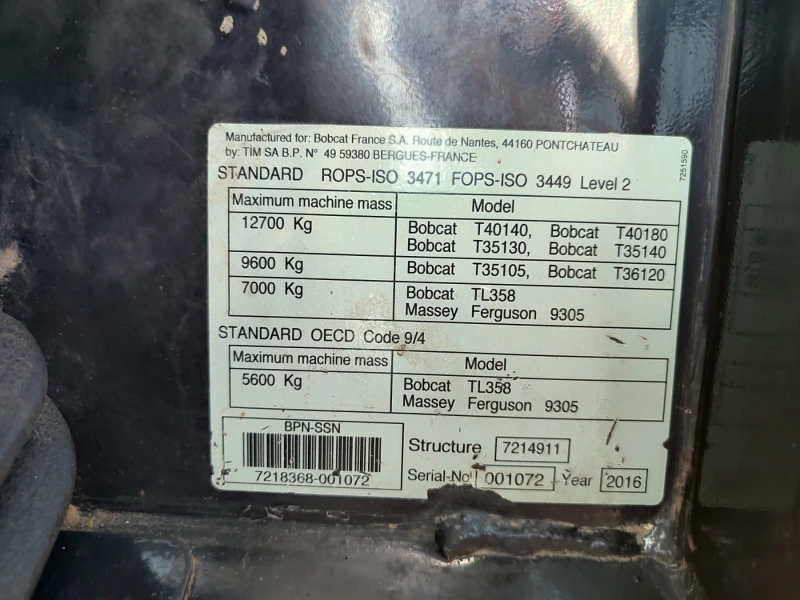 Manufactured for: Bobcat France S.A. Route de Nantes, 44160 PONTCHATEAU
by: TIM SA B.P. N° 49 59380 BERGUES-FRANCE
7251590
STANDARD ROPS-ISO 3471 FOPS-ISO 3449 Level 2
Maximum machine mass Model
12700 Kg Bobcat T40140, Bobcat T40180
Bobcat T35130, Bobcat T35140
9600 Kg Bobcat T35105, Bobcat T36120
7000 Kg Bobcat TL358
Massey Ferguson 9305
STANDARD OECD Code 9/4
Maximum machine mass Model
5600 Kg Bobcat TL358
Massey Ferguson 9305
BPN-SSN
7218368-001072
Structure 7214911
Serial-No 001072 Year 2016